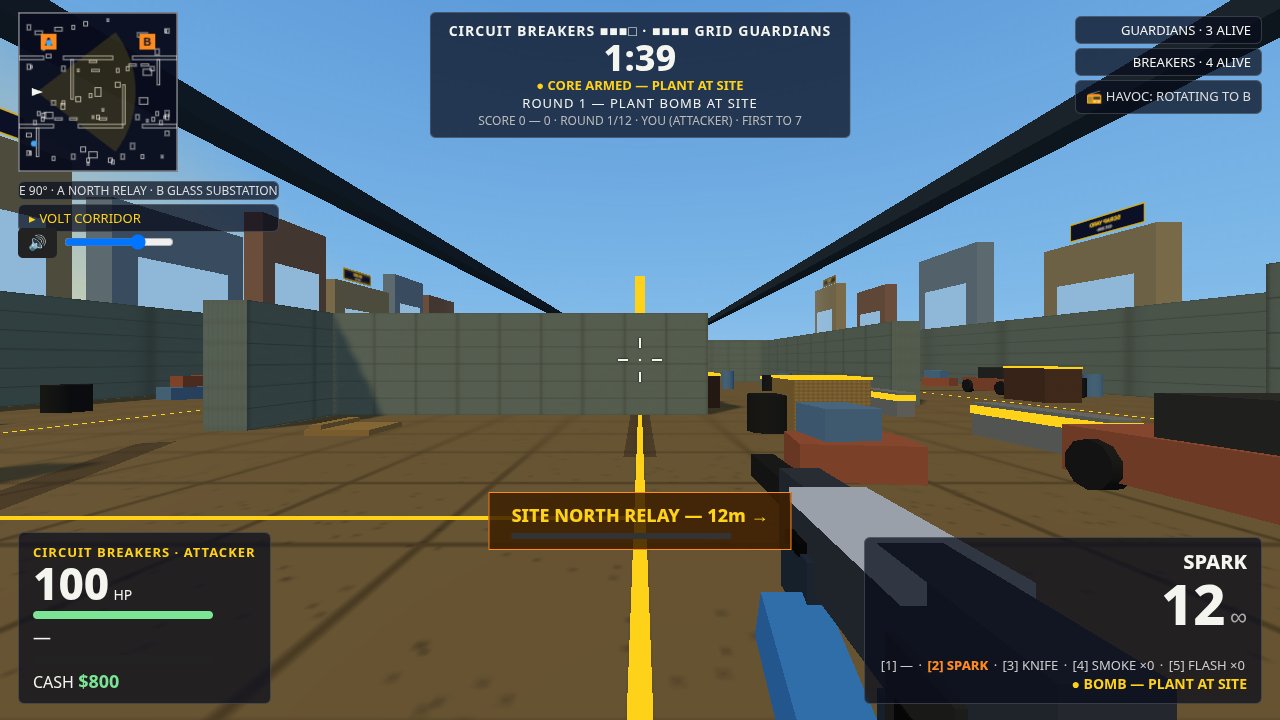 A
B
E 90° · A NORTH RELAY · B GLASS SUBSTATION
▸ VOLT CORRIDOR
CIRCUIT BREAKERS ■■■□ · ■■■■ GRID GUARDIANS
1:39
● CORE ARMED — PLANT AT SITE
ROUND 1 — PLANT BOMB AT SITE
SCORE 0 — 0 · ROUND 1/12 · YOU (ATTACKER) · FIRST TO 7
GUARDIANS · 3 ALIVE
BREAKERS · 4 ALIVE
📻 HAVOC: ROTATING TO B
SITE NORTH RELAY — 12m →
CIRCUIT BREAKERS · ATTACKER
100 HP
—
CASH $800
SPARK
12 ∞
[1] — · [2] SPARK · [3] KNIFE · [4] SMOKE ×0 · [5] FLASH ×0
● BOMB — PLANT AT SITE